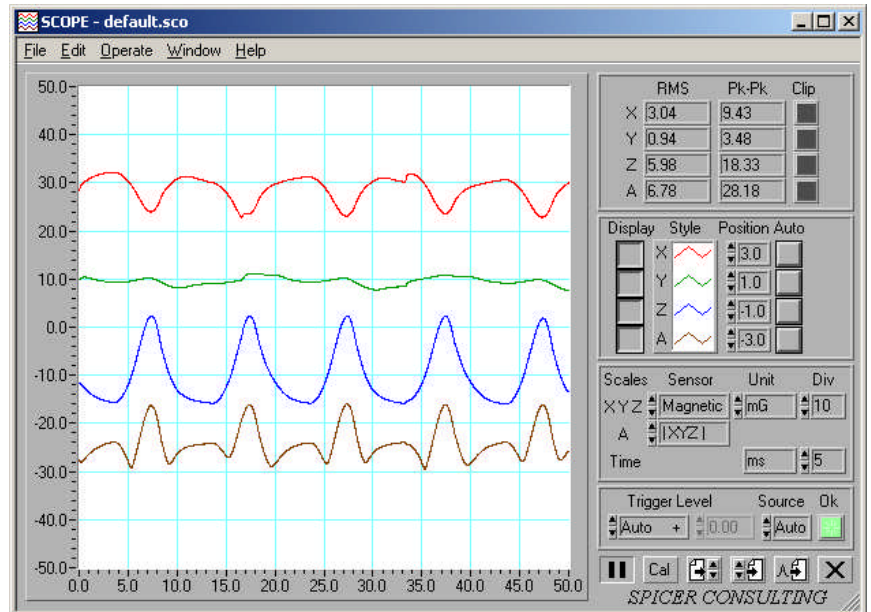 SCOPE - default.sco
File Edit Operate Window Help
50.0
40.0
30.0
20.0
10.0
0.0
-10.0
-20.0
-30.0
-40.0
-50.0
0.0 5.0 10.0 15.0 20.0 25.0 30.0 35.0 40.0 45.0 50.0
RMS Pk-Pk Clip
X 3.04 9.43
Y 0.94 3.48
Z 5.98 18.33
A 6.78 28.18
Display Style Position Auto
X 3.0
Y 1.0
Z -1.0
A -3.0
Scales Sensor Unit Div
XYZ Magnetic mG 10
A |XYZ|
Time ms 5
Trigger Level Source Ok
Auto + 0.00 Auto
Cal
SPICER CONSULTING